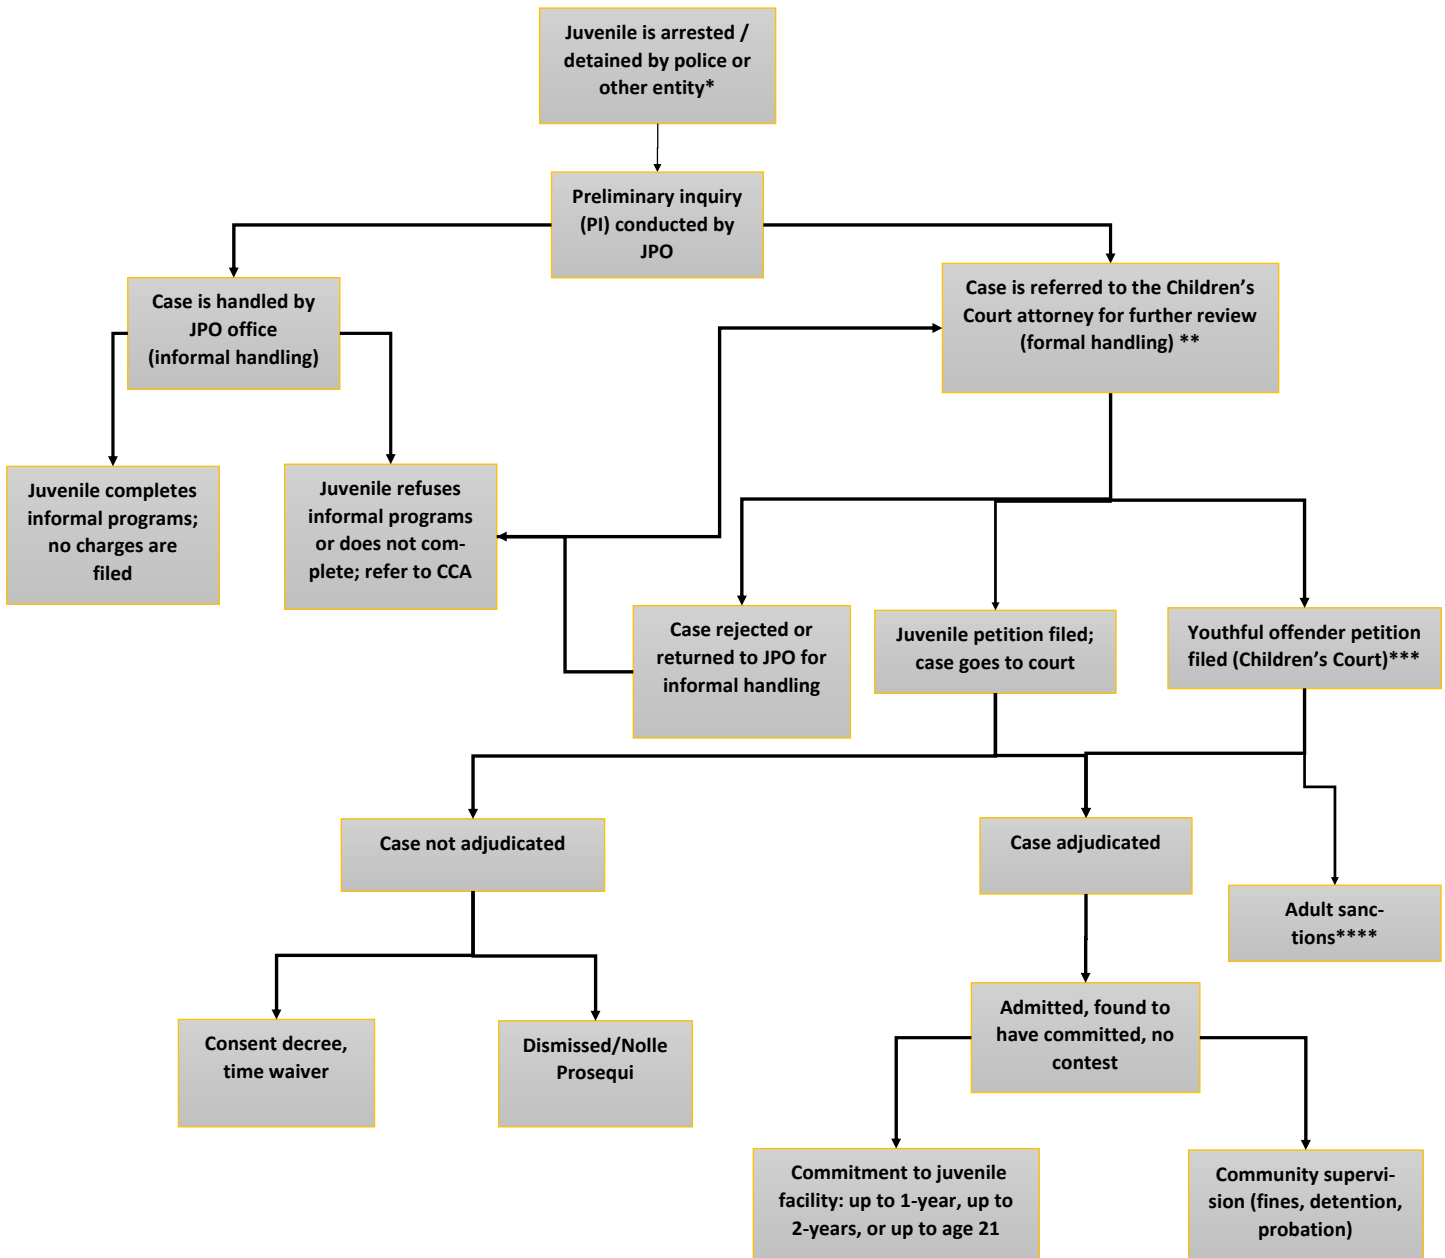 Juvenile is arrested /
detained by police or
other entity*
Preliminary inquiry
(PI) conducted by
JPO
Case is handled by
JPO office
(informal handling)
Case is referred to the Children’s
Court attorney for further review
(formal handling) **
Juvenile completes
informal programs;
no charges are
filed
Juvenile refuses
informal programs
or does not com-
plete; refer to CCA
Case rejected or
returned to JPO for
informal handling
Juvenile petition filed;
case goes to court
Youthful offender petition
filed (Children’s Court)***
Case not adjudicated
Case adjudicated
Adult sanc-
tions****
Consent decree,
time waiver
Dismissed/Nolle
Prosequi
Admitted, found to
have committed, no
contest
Commitment to juvenile
facility: up to 1-year, up to
2-years, or up to age 21
Community supervi-
sion (fines, detention,
probation)